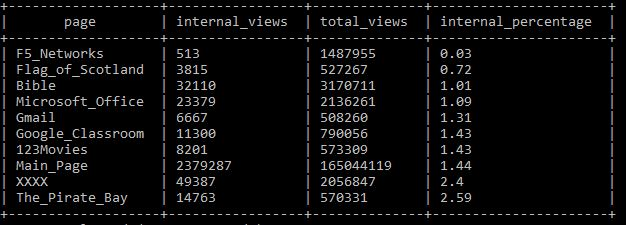 page | internal_views | total_views | internal_percentage
F5_Networks | 513 | 1487955 | 0.03
Flag_of_Scotland | 3815 | 527267 | 0.72
Bible | 32110 | 3170711 | 1.01
Microsoft_Office | 23379 | 2136261 | 1.09
Gmail | 6667 | 508260 | 1.31
Google_Classroom | 11300 | 790056 | 1.43
123Movies | 8201 | 573309 | 1.43
Main_Page | 2379287 | 165044119 | 1.44
XXXX | 49387 | 2056847 | 2.4
The_Pirate_Bay | 14763 | 570331 | 2.59